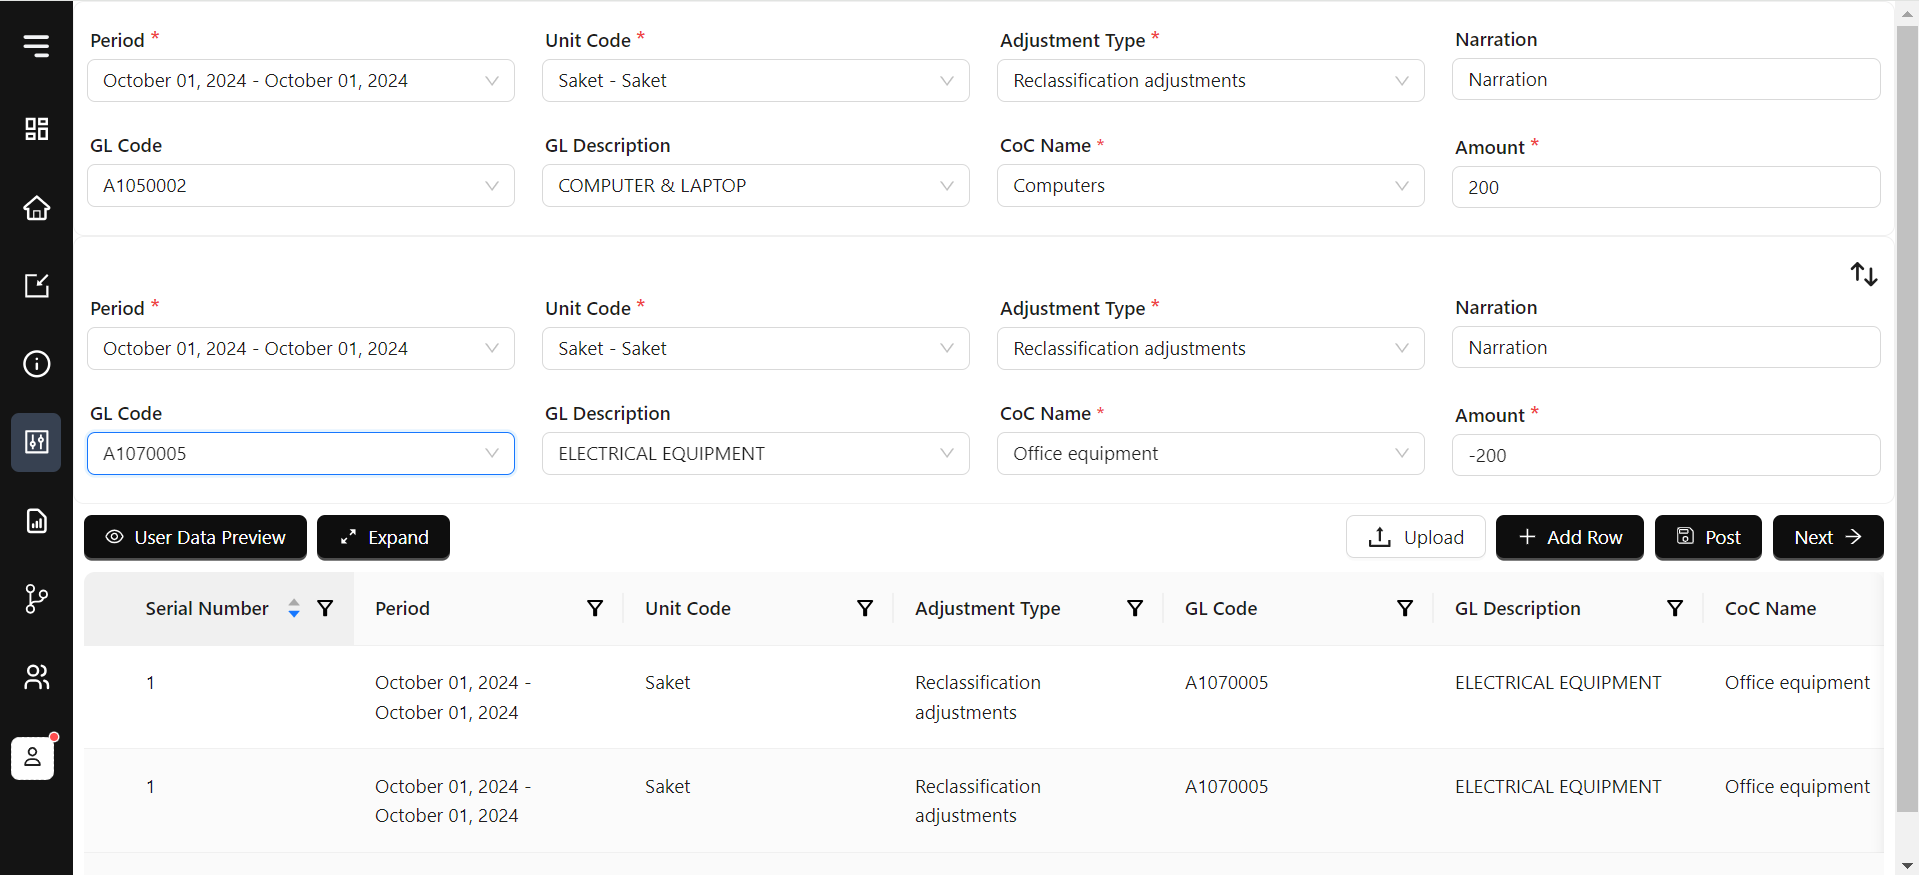 Period * Unit Code * Adjustment Type * Narration
October 01, 2024 - October 01, 2024 Saket - Saket Reclassification adjustments Narration
GL Code GL Description CoC Name * Amount *
A1050002 COMPUTER & LAPTOP Computers 200
Period * Unit Code * Adjustment Type * Narration
October 01, 2024 - October 01, 2024 Saket - Saket Reclassification adjustments Narration
GL Code GL Description CoC Name * Amount *
A1070005 ELECTRICAL EQUIPMENT Office equipment -200
User Data Preview Expand Upload Add Row Post Next
Serial Number Period Unit Code Adjustment Type GL Code GL Description CoC Name
1 October 01, 2024 - Saket Reclassification A1070005 ELECTRICAL EQUIPMENT Office equipment
October 01, 2024 adjustments
1 October 01, 2024 - Saket Reclassification A1070005 ELECTRICAL EQUIPMENT Office equipment
October 01, 2024 adjustments